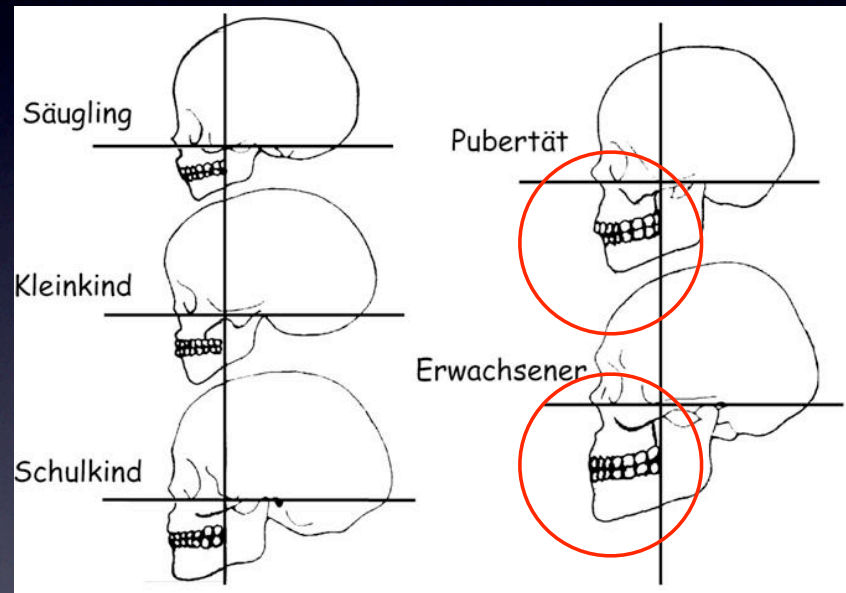 Säugling
Kleinkind
Schulkind
Pubertät
Erwachsener